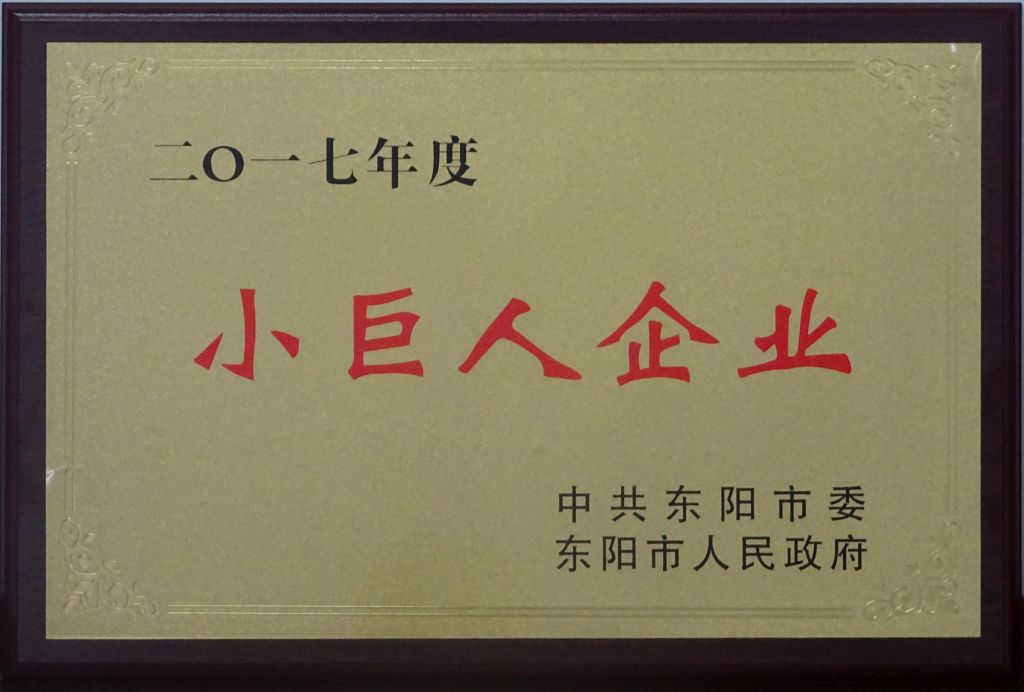 二〇一七年度
小巨人企业
中共东阳市委
东阳市人民政府